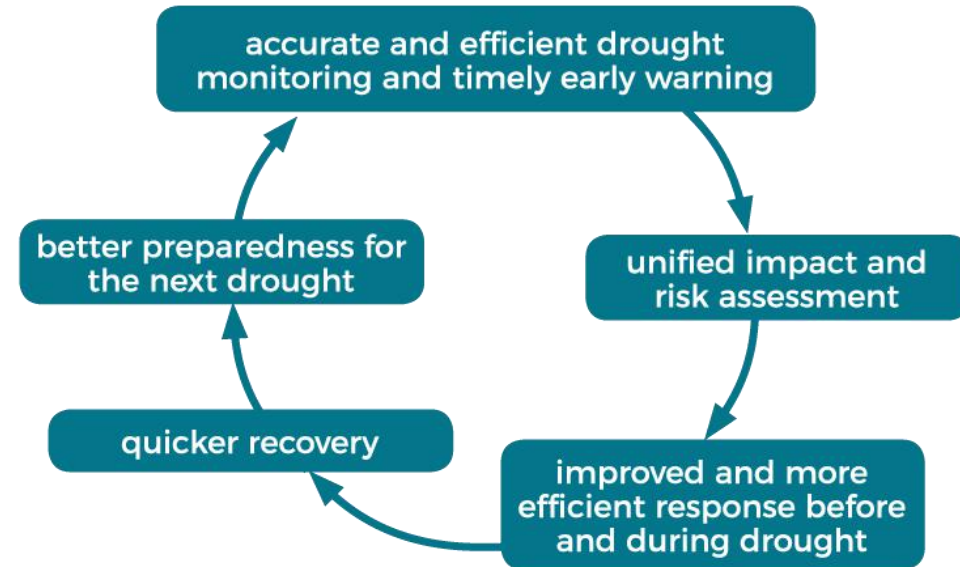 accurate and efficient drought
monitoring and timely early warning
unified impact and
risk assessment
improved and more
efficient response before
and during drought
quicker recovery
better preparedness for
the next drought